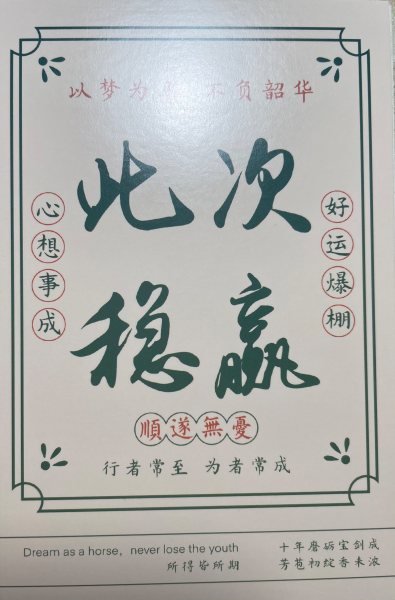 以梦为 不负韶华
此次
稳赢
心想事成
好运爆棚
順遂無憂
行者常至 为者常成
Dream as a horse, never lose the youth
所得皆所期
十年磨砺宝剑成
芳苞初绽香未浓